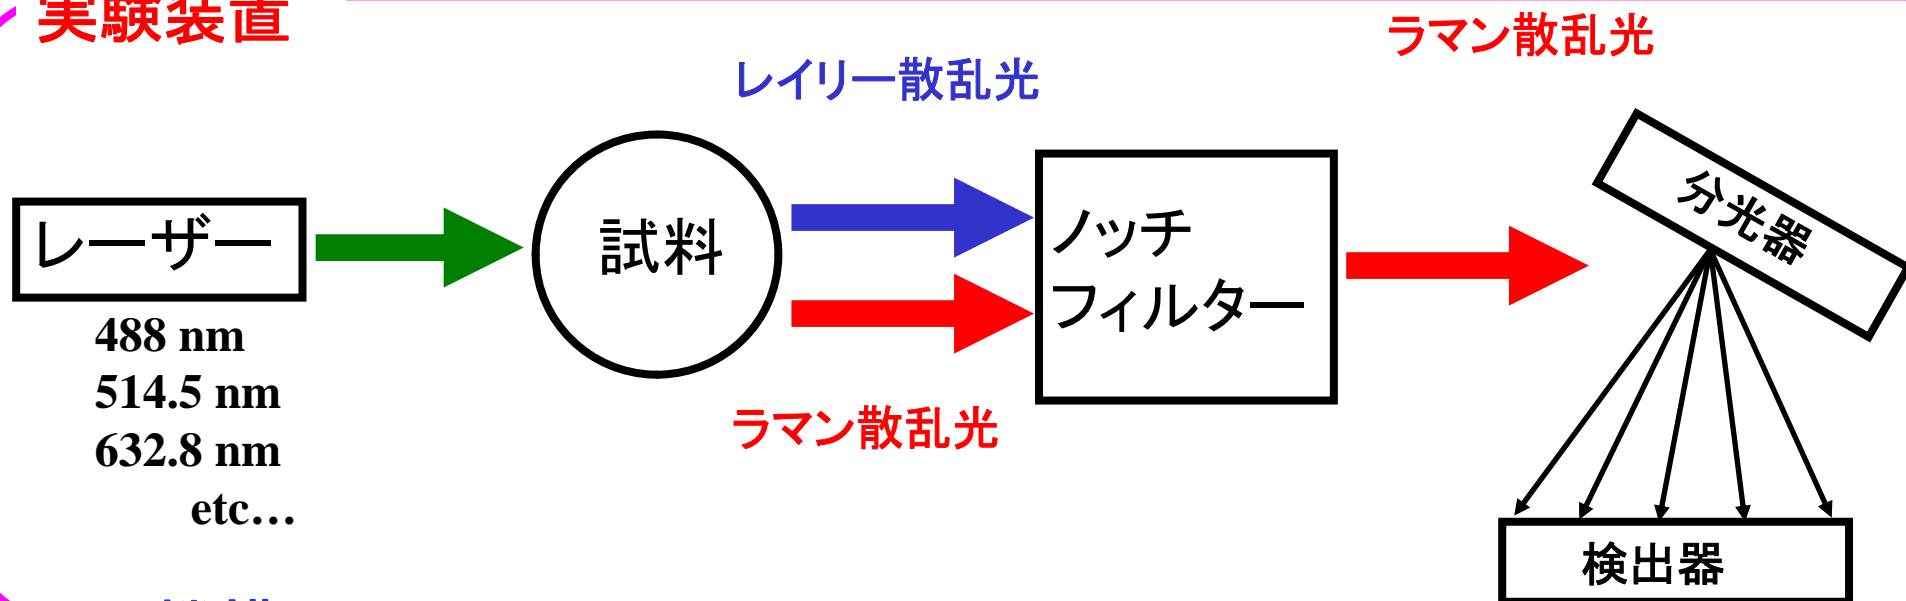 実験装置
ラマン散乱光
レイリー散乱光
レーザー
試料
ノッチ
フィルター
分光器
488 nm
514.5 nm
632.8 nm
etc…
ラマン散乱光
検出器